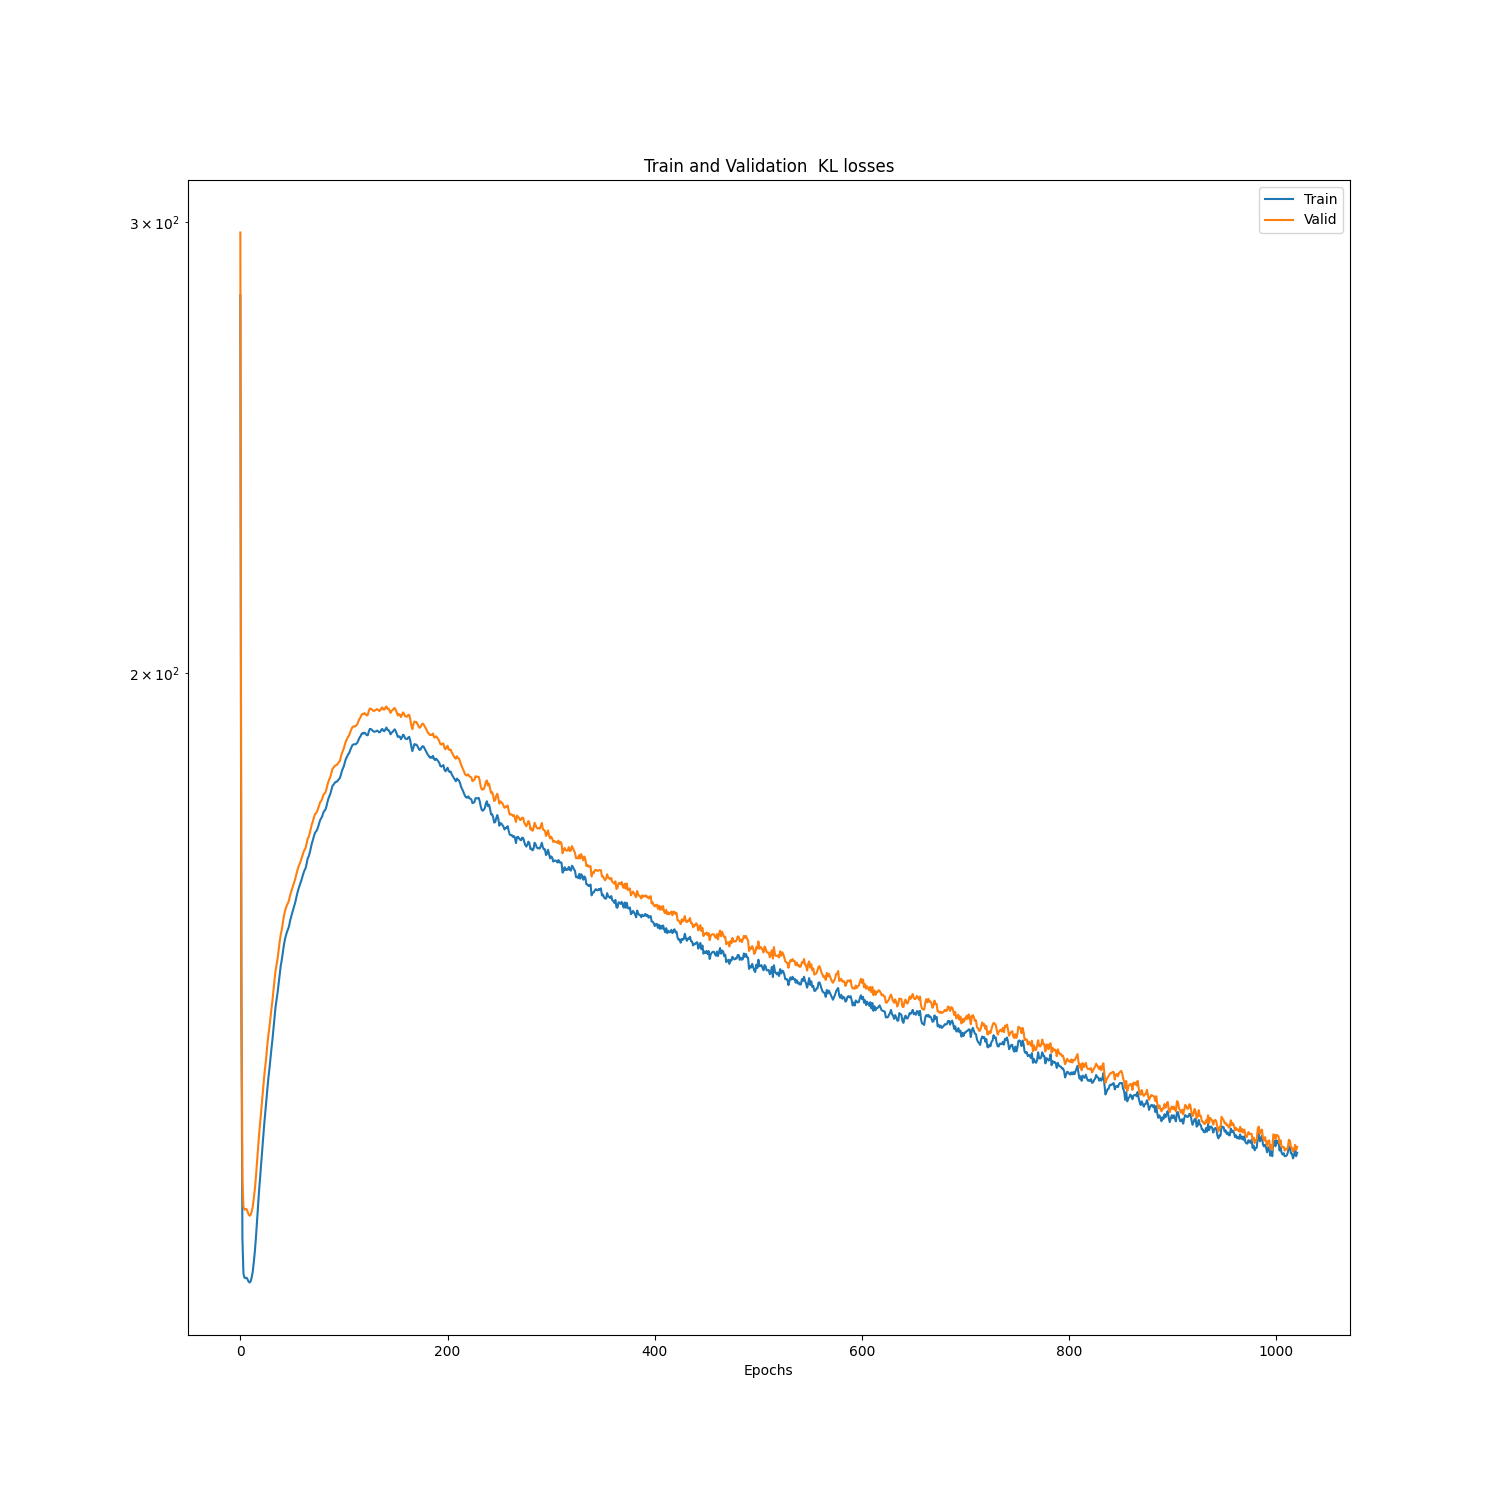 Train and Validation  KL losses
3 × 10²
2 × 10²
Train
Valid
0 200 400 600 800 1000
Epochs